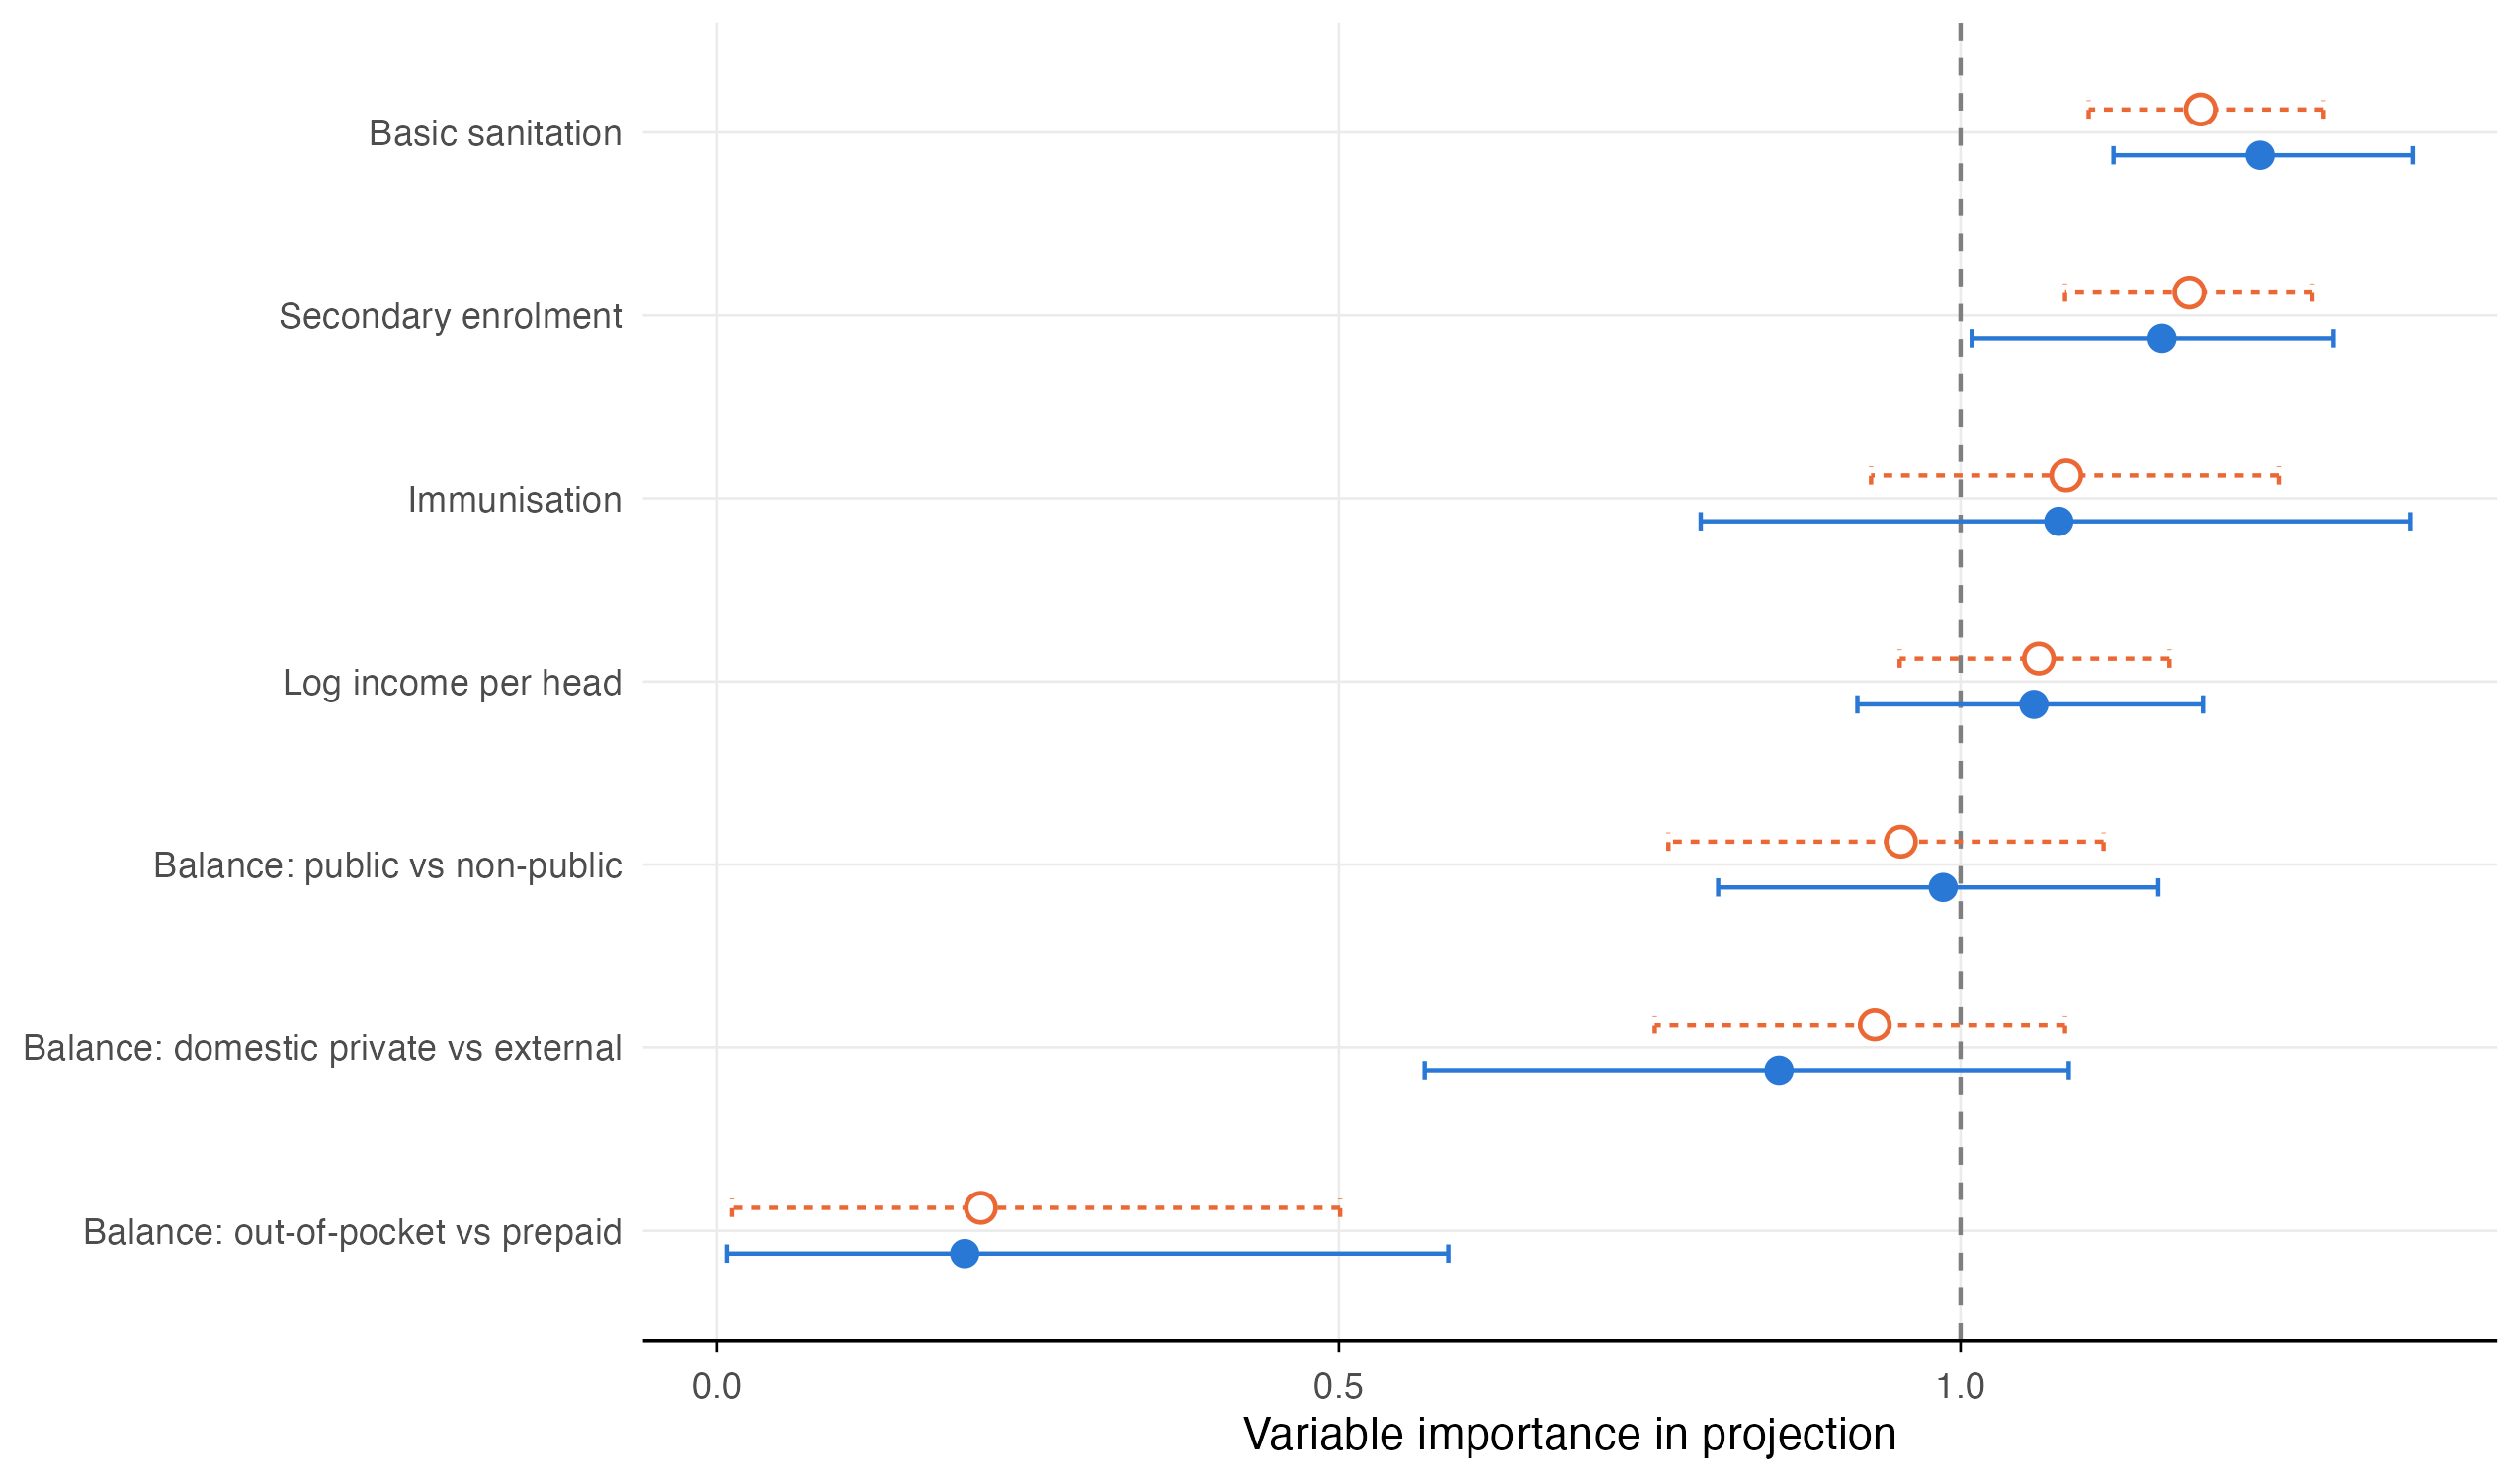 Basic sanitation
Secondary enrolment
Immunisation
Log income per head
Balance: public vs non-public
Balance: domestic private vs external
Balance: out-of-pocket vs prepaid
0.0 0.5 1.0
Variable importance in projection